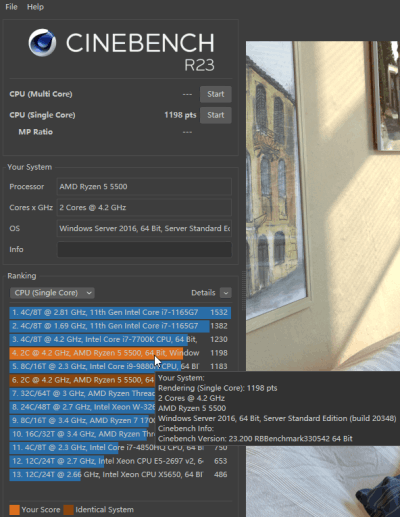 File Help
CINEBENCH
R23
CPU (Multi Core) --- Start
CPU (Single Core) 1198 pts Start
MP Ratio ---
Your System
Processor AMD Ryzen 5 5500
Cores x GHz 2 Cores @ 4.2 GHz
OS Windows Server 2016, 64 Bit, Server Standard Ec
Info
Ranking
CPU (Single Core) Details
1. 4C/8T @ 2.81 GHz, 11th Gen Intel Core i7-1165G7 1532
2. 4C/8T @ 1.69 GHz, 11th Gen Intel Core i7-1165G7 1382
3. 4C/8T @ 4.2 GHz, Intel Core i7-7700K CPU, 64 Bit, 1230
4. 2C @ 4.2 GHz, AMD Ryzen 5 5500, 64 Bit, Window 1198
5. 8C/16T @ 2.3 GHz, Intel Core i9-9880H CPU, 64 BI 1183
6. 2C @ 4.2 GHz, AMD Ryzen 5 5500, 64
7. 32C/64T @ 3 GHz, AMD Ryzen Thread
8. 24C/48T @ 2.7 GHz, Intel Xeon W-326
9. 8C/16T @ 3.4 GHz, AMD Ryzen 7 1700
10. 16C/32T @ 3.4 GHz, AMD Ryzen Thr
11. 4C/8T @ 2.3 GHz, Intel Core i7-4850HQ CPU, 64 BI 750
12. 12C/24T @ 2.7 GHz, Intel Xeon CPU E5-2697 v2, 6 653
13. 12C/24T @ 2.66 GHz, Intel Xeon CPU X5650, 64 BI 486
Your System:
Rendering (Single Core): 1198 pts
2 Cores @ 4.2 GHz
AMD Ryzen 5 5500
Windows Server 2016, 64 Bit, Server Standard Edition (build 20348)
Cinebench Info:
Cinebench Version: 23.200 RBBenchmark330542 64 Bit
Your Score Identical System